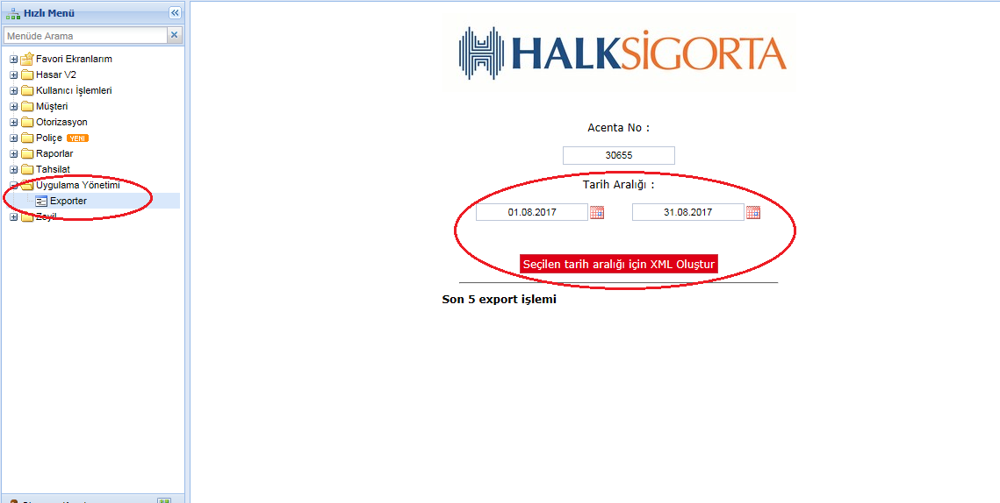 Hızlı Menü
Menüde Arama
Favori Ekranlarım
Hasar V2
Kullanıcı İşlemleri
Müşteri
Otorizasyon
Poliçe YENİ
Raporlar
Tahsilat
Uygulama Yönetimi
Exporter
Zeyil
HALKSİGORTA
Acenta No :
30655
Tarih Aralığı :
01.08.2017 31.08.2017
Seçilen tarih aralığı için XML Oluştur
Son 5 export işlemi